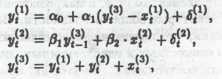 y_t^{(1)} = α_0 + α_1(y_t^{(3)} − x_t^{(1)}) + δ_t^{(1)},
y_t^{(2)} = β_1 y_{t−1}^{(3)} + β_2 · x_t^{(2)} + δ_t^{(2)},
y_t^{(3)} = y_t^{(1)} + y_t^{(2)} + x_t^{(3)},